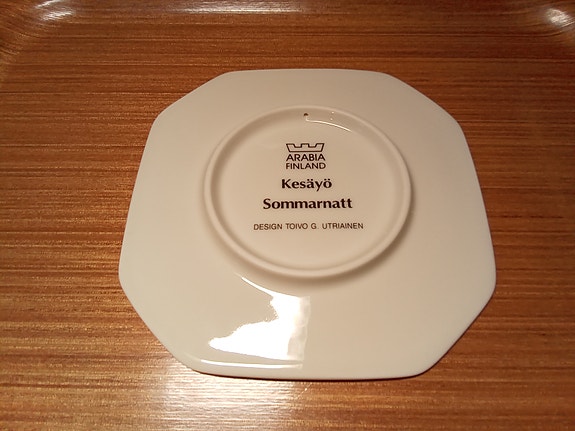 ARABIA
FINLAND
Kesäyö
Sommarnatt
DESIGN TOIVO G. UTRIAINEN